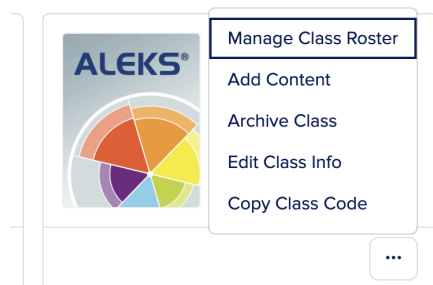 ALEKS®
Manage Class Roster
Add Content
Archive Class
Edit Class Info
Copy Class Code
...